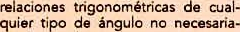 relaciones trigonométricas de cual-
quier tipo de ángulo no necesaria-